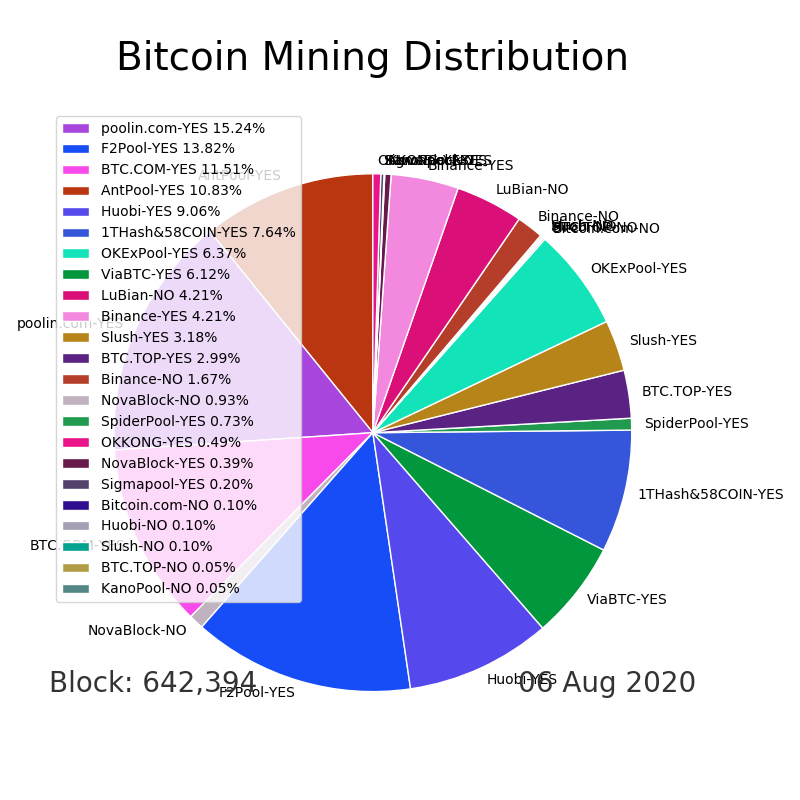 Bitcoin Mining Distribution
poolin.com-YES 15.24%
F2Pool-YES 13.82%
BTC.COM-YES 11.51%
AntPool-YES 10.83%
Huobi-YES 9.06%
1THash&58COIN-YES 7.64%
OKExPool-YES 6.37%
ViaBTC-YES 6.12%
LuBian-NO 4.21%
Binance-YES 4.21%
Slush-YES 3.18%
BTC.TOP-YES 2.99%
Binance-NO 1.67%
NovaBlock-NO 0.93%
SpiderPool-YES 0.73%
OKKONG-YES 0.49%
NovaBlock-YES 0.39%
Sigmapool-YES 0.20%
Bitcoin.com-NO 0.10%
Huobi-NO 0.10%
Slush-NO 0.10%
BTC.TOP-NO 0.05%
KanoPool-NO 0.05%
AntPool-YES
poolin.com-YES
BTC.COM-YES
NovaBlock-NO
F2Pool-YES
Huobi-YES
ViaBTC-YES
1THash&58COIN-YES
SpiderPool-YES
BTC.TOP-YES
Slush-YES
OKExPool-YES
Bitcoin.com-NO
Binance-NO
LuBian-NO
Binance-YES
Block: 642,394
06 Aug 2020